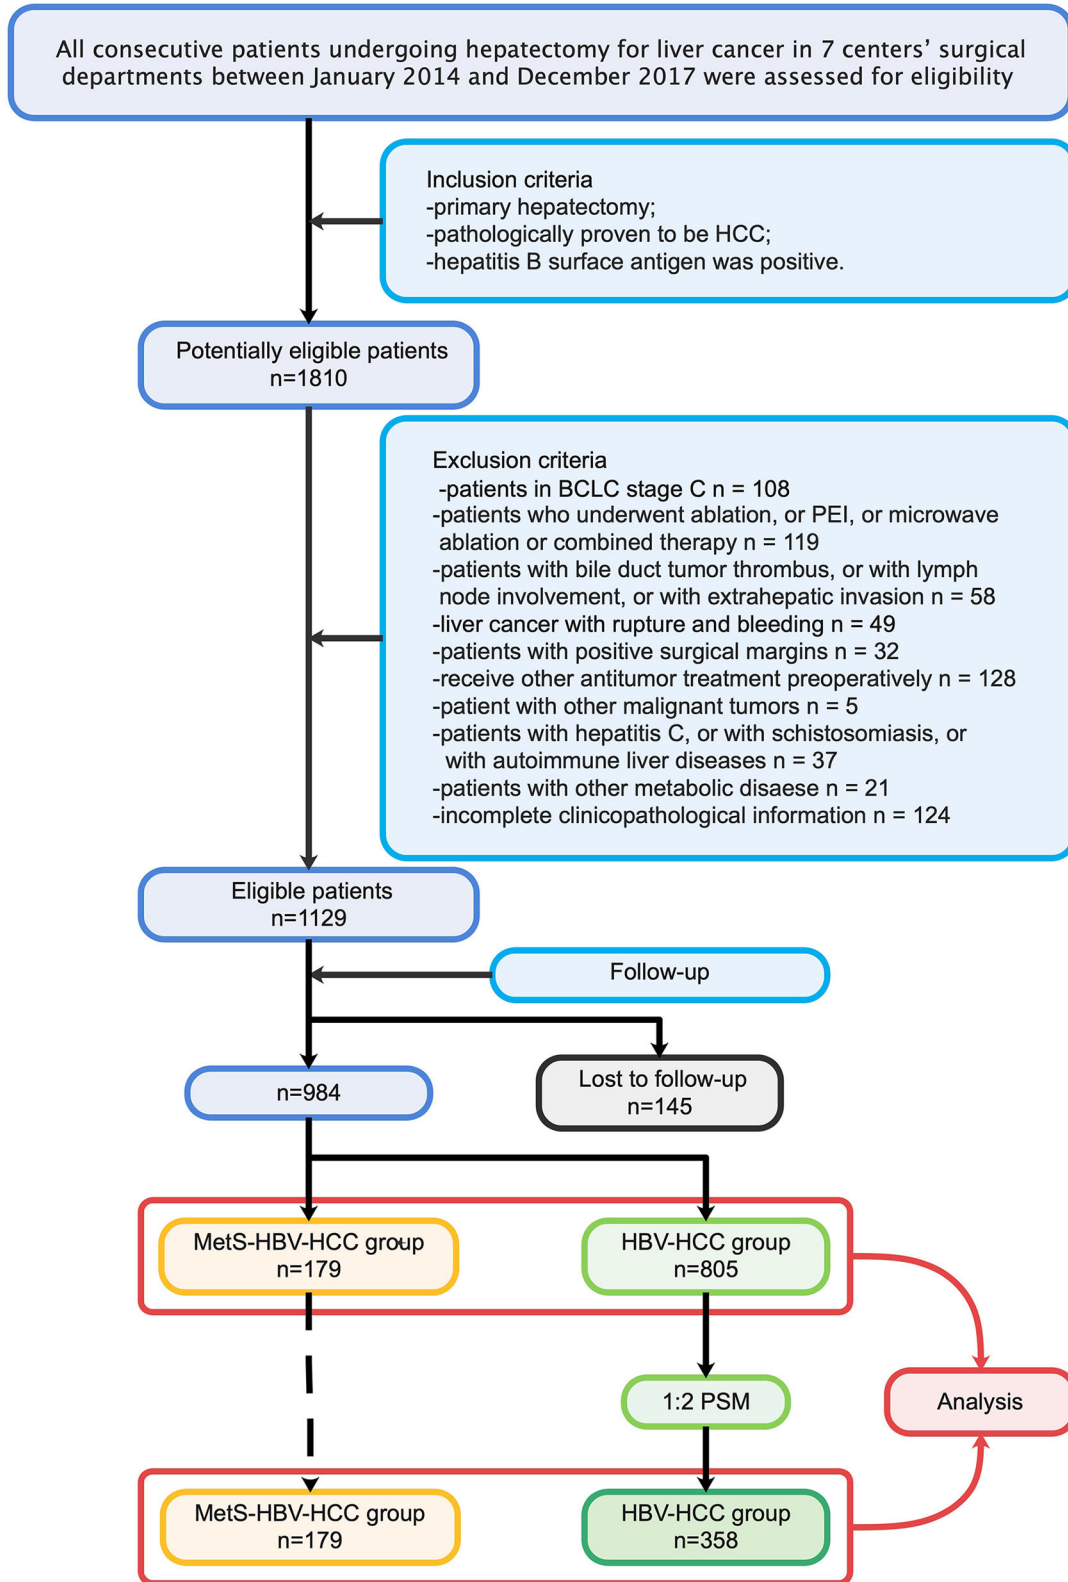 All consecutive patients undergoing hepatectomy for liver cancer in 7 centers’ surgical
departments between January 2014 and December 2017 were assessed for eligibility
Inclusion criteria
-primary hepatectomy;
-pathologically proven to be HCC;
-hepatitis B surface antigen was positive.
Potentially eligible patients
n=1810
Exclusion criteria
-patients in BCLC stage C n = 108
-patients who underwent ablation, or PEI, or microwave
ablation or combined therapy n = 119
-patients with bile duct tumor thrombus, or with lymph
node involvement, or with extrahepatic invasion n = 58
-liver cancer with rupture and bleeding n = 49
-patients with positive surgical margins n = 32
-receive other antitumor treatment preoperatively n = 128
-patient with other malignant tumors n = 5
-patients with hepatitis C, or with schistosomiasis, or
with autoimmune liver diseases n = 37
-patients with other metabolic disaese n = 21
-incomplete clinicopathological information n = 124
Eligible patients
n=1129
Follow-up
n=984
Lost to follow-up
n=145
MetS-HBV-HCC group
n=179
HBV-HCC group
n=805
1:2 PSM
Analysis
MetS-HBV-HCC group
n=179
HBV-HCC group
n=358